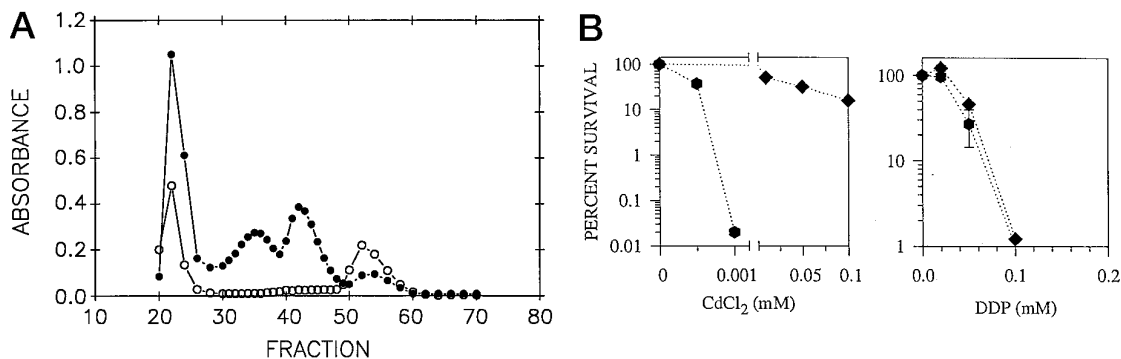 A
1.2
1.0
0.8
0.6
0.4
0.2
0.0
ABSORBANCE
10 20 30 40 50 60 70 80
FRACTION
B
PERCENT SURVIVAL
100
10
1
0.1
0.01
0 0.001 0.05 0.1
CdCl2 (mM)
100
10
1
0.0 0.1 0.2
DDP (mM)